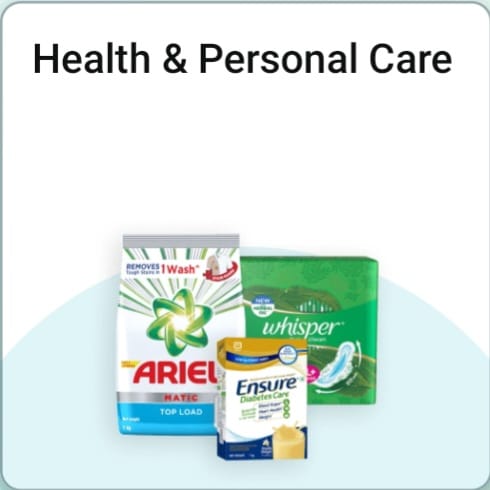 Health & Personal Care
REMOVES
Tough Stains in 1 Wash
ARIEL
MATIC
TOP LOAD
NEW
whisper
Ensure
Diabetes Care